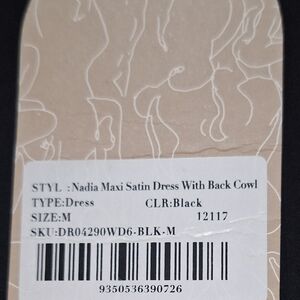 STYL :Nadia Maxi Satin Dress With Back Cowl
TYPE:Dress CLR:Black
SIZE:M 12117
SKU:DR04290WD6-BLK-M
9350536390726